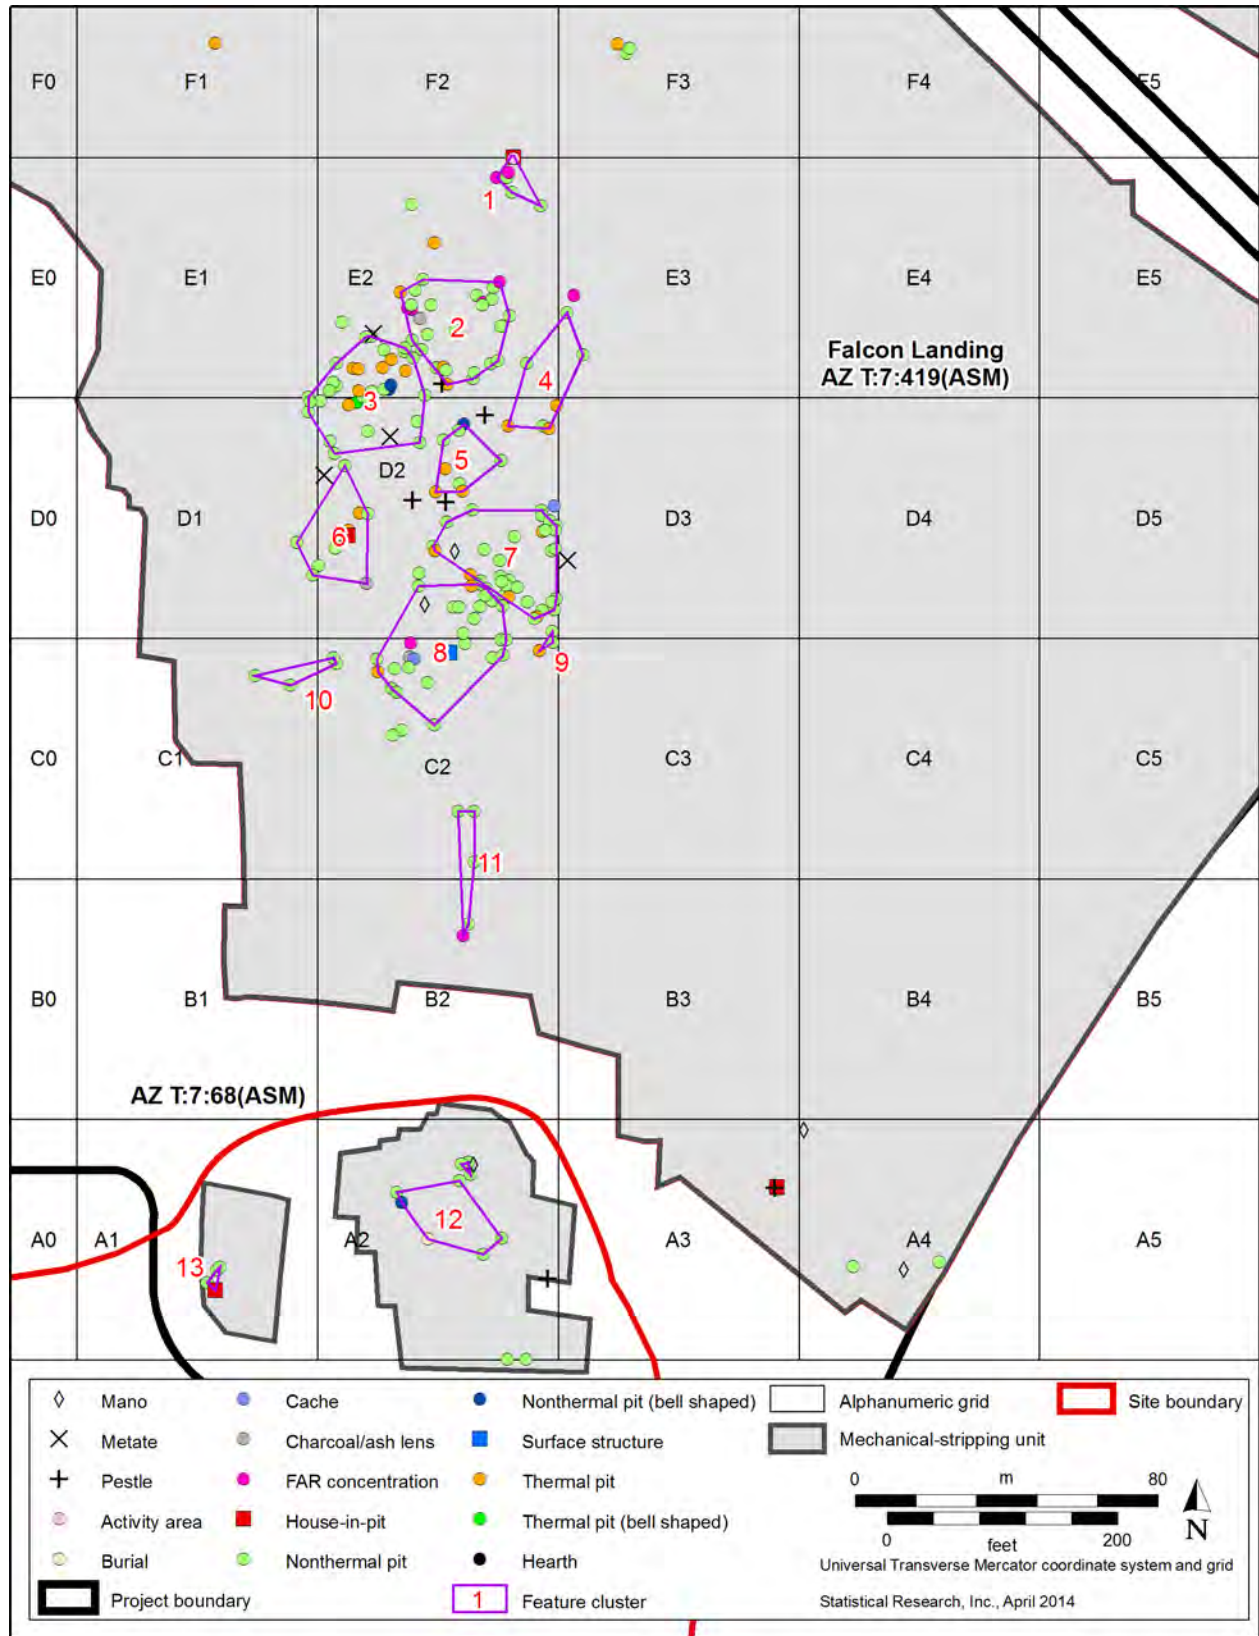 F0 F1 F2 F3 F4 F5
1
E0 E1 E2 E3 E4 E5
2
Falcon Landing
AZ T:7:419(ASM)
3 4
5
D2
D0 D1 6 7 D3 D4 D5
8 9
10
C0 C1 C2 C3 C4 C5
11
B0 B1 B2 B3 B4 B5
AZ T:7:68(ASM)
12
A0 A1 A2 A3 A4 A5
13
Mano Cache Nonthermal pit (bell shaped) Alphanumeric grid Site boundary
Metate Charcoal/ash lens Surface structure Mechanical-stripping unit
Pestle FAR concentration Thermal pit 0 m 80
Activity area House-in-pit Thermal pit (bell shaped) 0 feet 200 N
Burial Nonthermal pit Hearth Universal Transverse Mercator coordinate system and grid
Project boundary 1 Feature cluster Statistical Research, Inc., April 2014